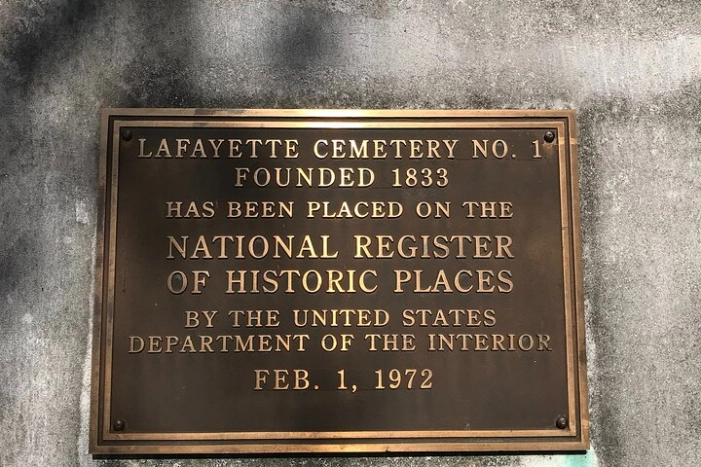 LAFAYETTE CEMETERY NO. 1
FOUNDED 1833
HAS BEEN PLACED ON THE
NATIONAL REGISTER
OF HISTORIC PLACES
BY THE UNITED STATES
DEPARTMENT OF THE INTERIOR
FEB. 1, 1972